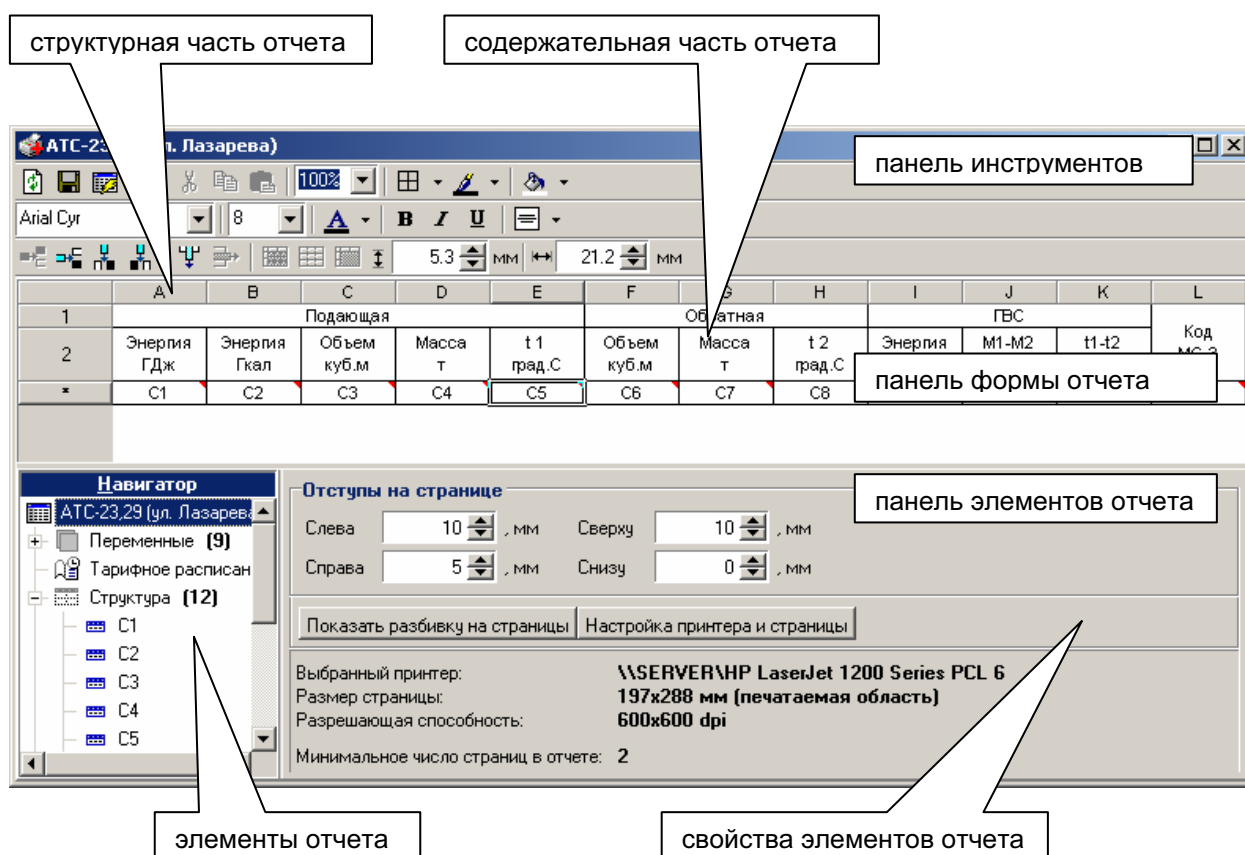 структурная часть отчета
содержательная часть отчета
АТС-23 л. Лазарева)
панель инструментов
100%
Arial Cyr 8 А B I U
5.3 мм 21.2 мм
A B C D E F G H I J K L
1 Подающая Обратная ГВС
2 Энергия ГДж Энергия Гкал Объем куб.м Масса т t 1 град.С Объем куб.м Масса т t 2 град.С Энергия M1-M2 t1-t2 Код
панель формы отчета
* C1 C2 C3 C4 C5 C6 C7 C8
Навигатор
АТС-23,29 (ул. Лазарева
Переменные (9)
Тарифное расписан
Структура (12)
C1
C2
C3
C4
C5
Отступы на странице
панель элементов отчета
Слева 10 , мм Сверху 10 , мм
Справа 5 , мм Снизу 0 , мм
Показать разбивку на страницы Настройка принтера и страницы
Выбранный принтер: \\SERVER\HP LaserJet 1200 Series PCL 6
Размер страницы: 197x288 мм (печатаемая область)
Разрешающая способность: 600x600 dpi
Минимальное число страниц в отчете: 2
элементы отчета
свойства элементов отчета